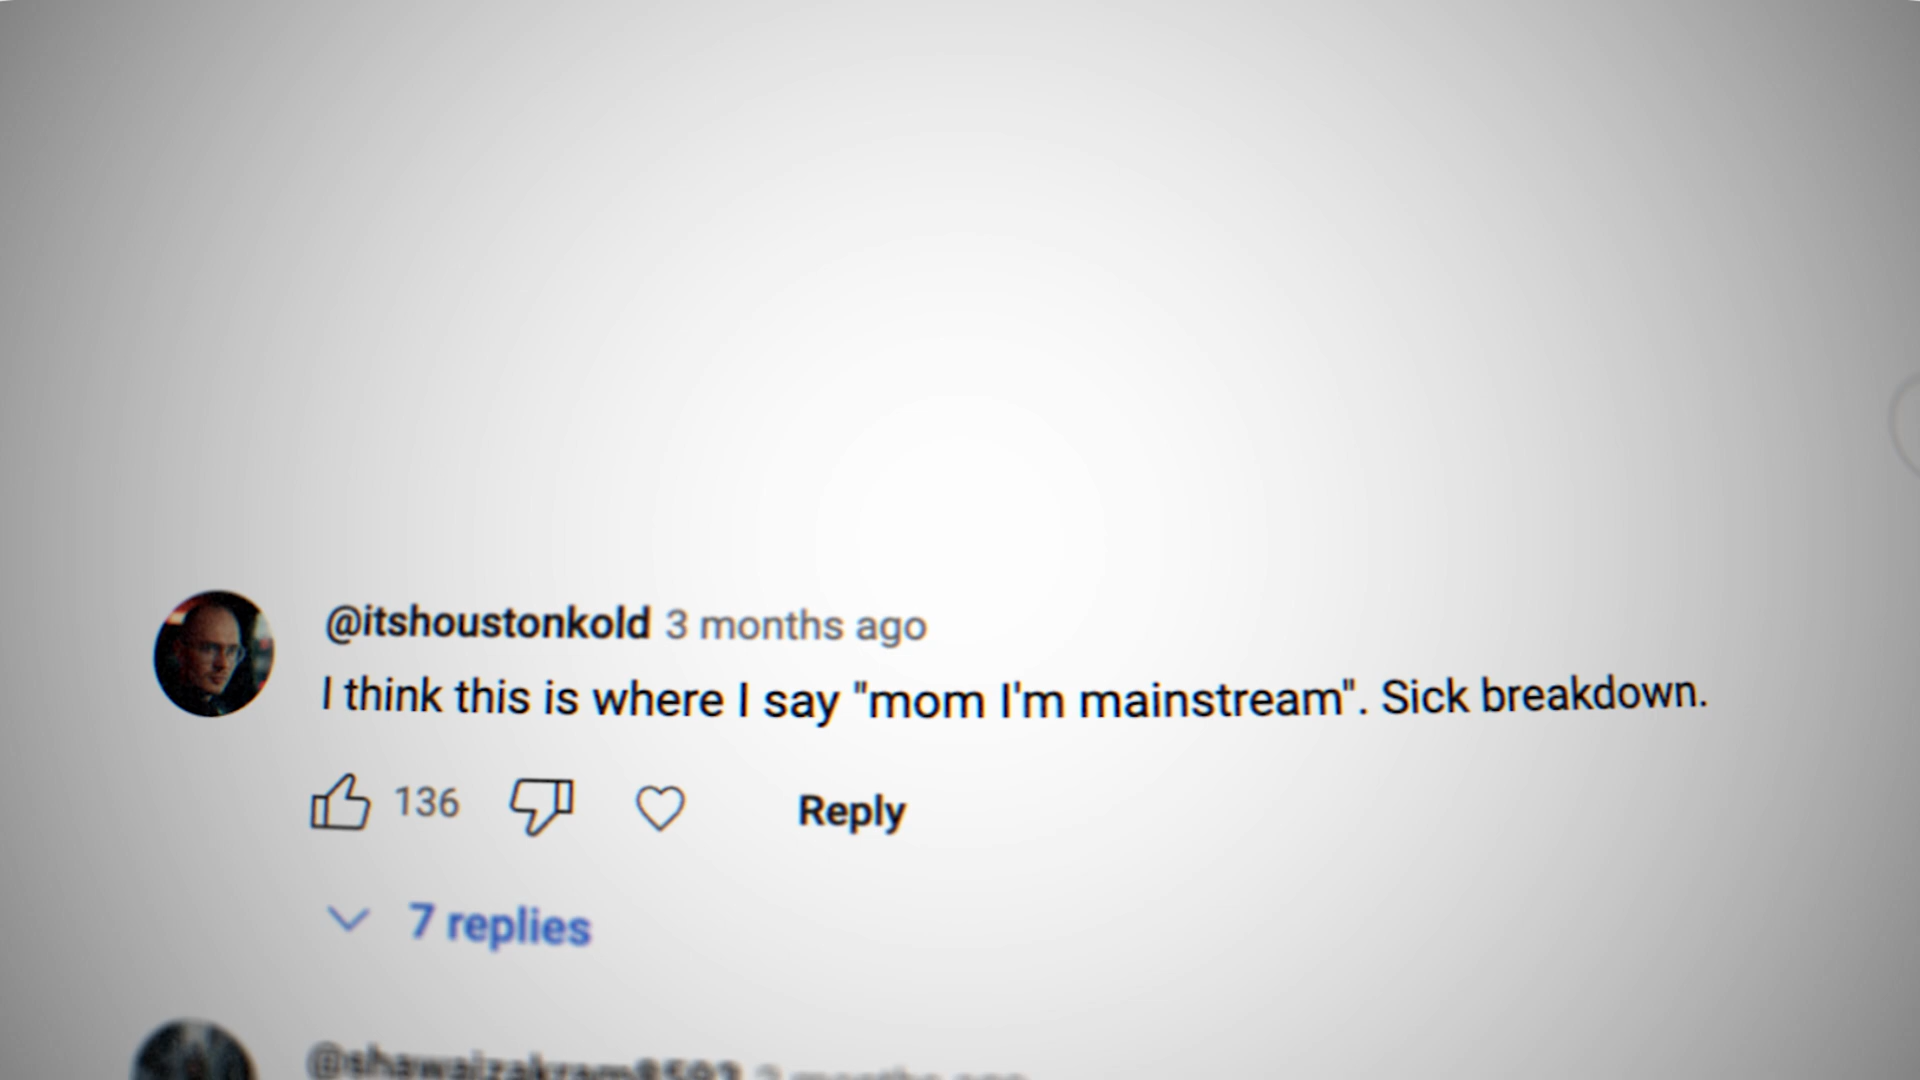 @itshoustonkold 3 months ago
I think this is where I say "mom I'm mainstream". Sick breakdown.
136
Reply
7 replies